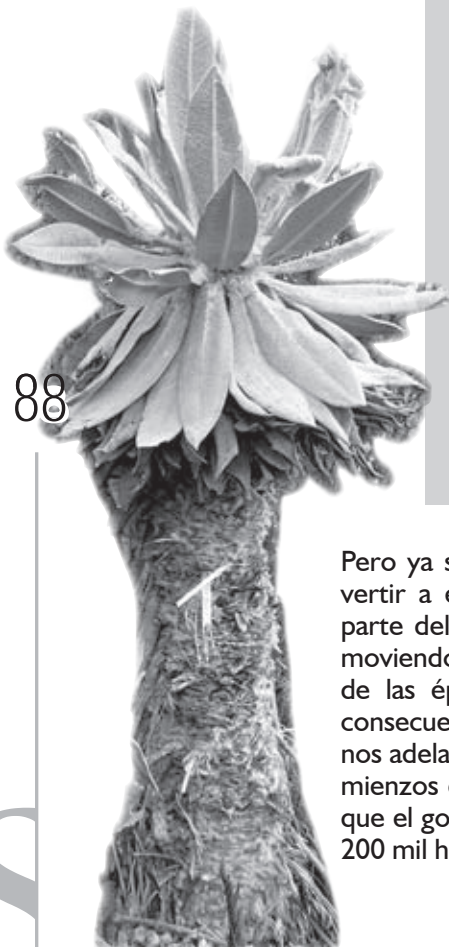 88
Pero ya s
vertir a e
parte del
moviendo
de las ép
consecue
nos adela
mienzos
que el go
200 mil h